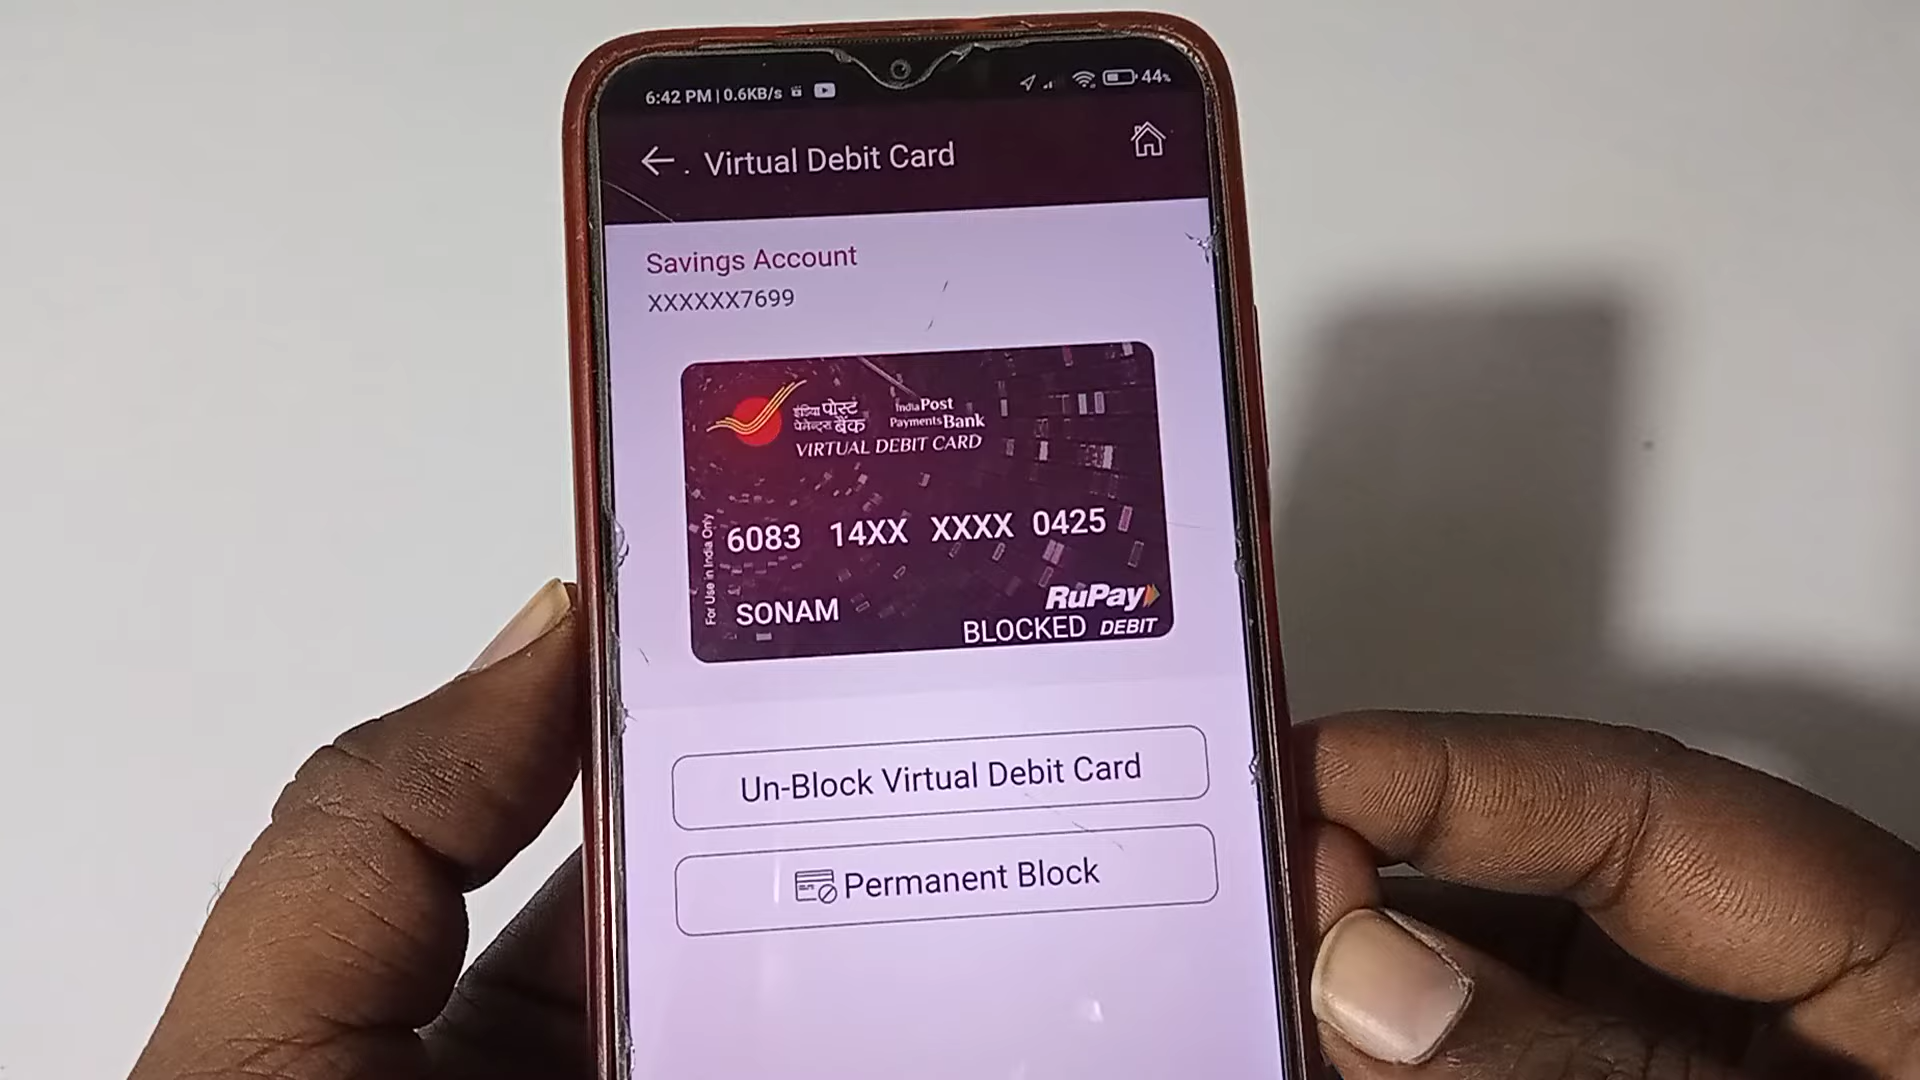 6:42 PM | 0.6KB/s
44%
. Virtual Debit Card
Savings Account
XXXXXX7699
इंडिया पोस्ट
पेमेन्ट्स बैंक
India Post
Payments Bank
VIRTUAL DEBIT CARD
For Use in India Only
6083 14XX XXXX 0425
SONAM
RuPay
BLOCKED DEBIT
Un-Block Virtual Debit Card
Permanent Block